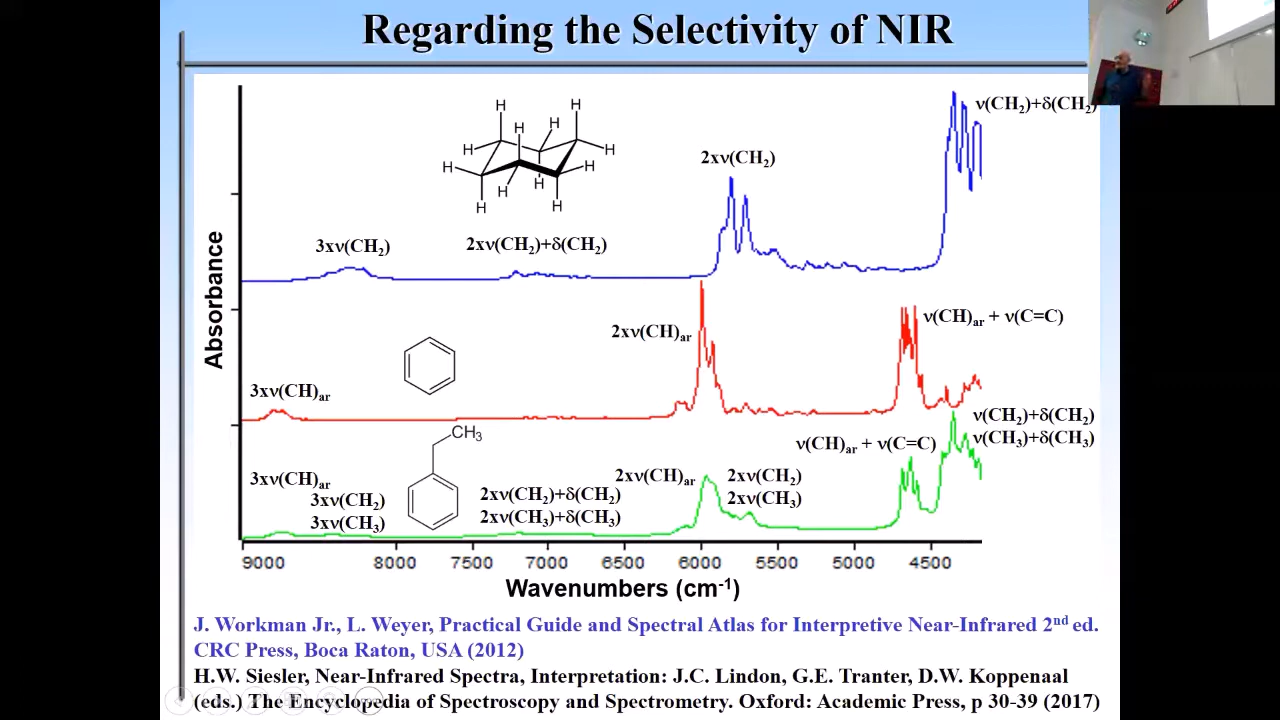 Regarding the Selectivity of NIR
H
H
H
H
H
H
H
H
H
H
H
H
ν(CH₂)+δ(CH₂)
2xν(CH₂)
3xν(CH₂)
2xν(CH₂)+δ(CH₂)
Absorbance
2xν(CH)ar
ν(CH)ar + ν(C=C)
3xν(CH)ar
CH₃
ν(CH₂)+δ(CH₂)
ν(CH₃)+δ(CH₃)
ν(CH)ar + ν(C=C)
3xν(CH)ar
3xν(CH₂)
3xν(CH₃)
2xν(CH₂)+δ(CH₂)
2xν(CH₃)+δ(CH₃)
2xν(CH)ar
2xν(CH₂)
2xν(CH₃)
9000 8000 7500 7000 6500 6000 5500 5000 4500
Wavenumbers (cm⁻¹)
J. Workman Jr., L. Weyer, Practical Guide and Spectral Atlas for Interpretive Near-Infrared 2nd ed.
CRC Press, Boca Raton, USA (2012)
H.W. Siesler, Near-Infrared Spectra, Interpretation: J.C. Lindon, G.E. Tranter, D.W. Koppenaal
(eds.) The Encyclopedia of Spectroscopy and Spectrometry. Oxford: Academic Press, p 30-39 (2017)